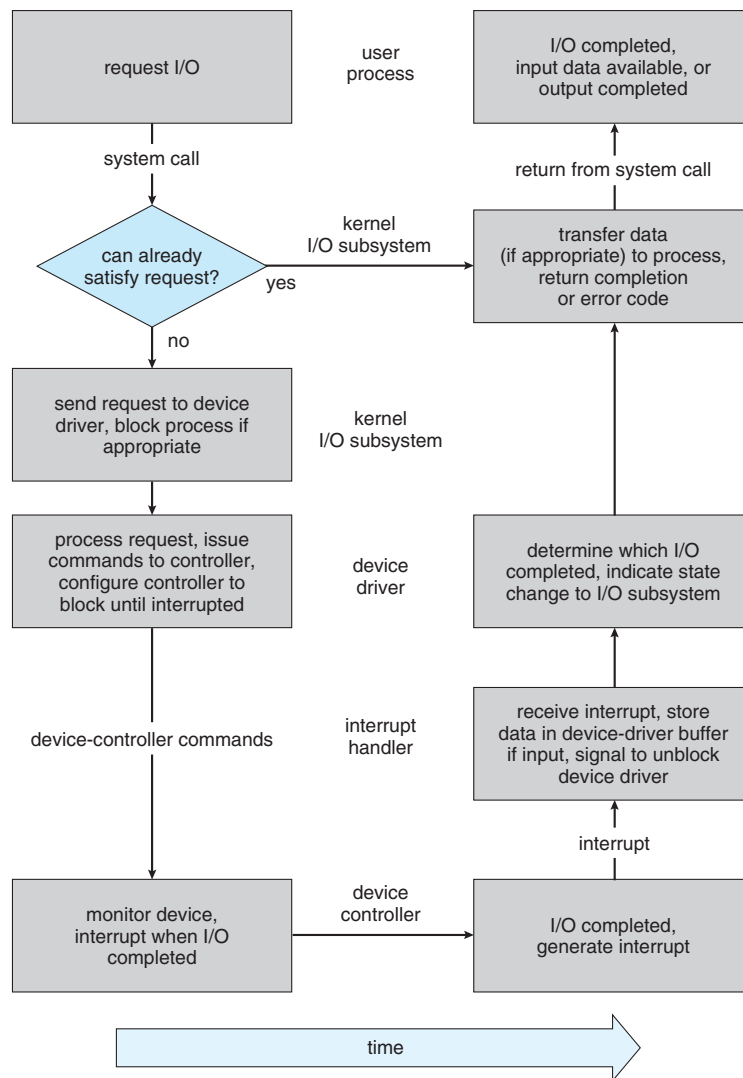 request I/O
user
process
I/O completed,
input data available, or
output completed
system call
return from system call
can already
satisfy request?
kernel
I/O subsystem
yes
transfer data
(if appropriate) to process,
return completion
or error code
no
send request to device
driver, block process if
appropriate
kernel
I/O subsystem
process request, issue
commands to controller,
configure controller to
block until interrupted
device
driver
determine which I/O
completed, indicate state
change to I/O subsystem
device-controller commands
interrupt
handler
receive interrupt, store
data in device-driver buffer
if input, signal to unblock
device driver
interrupt
monitor device,
interrupt when I/O
completed
device
controller
I/O completed,
generate interrupt
time